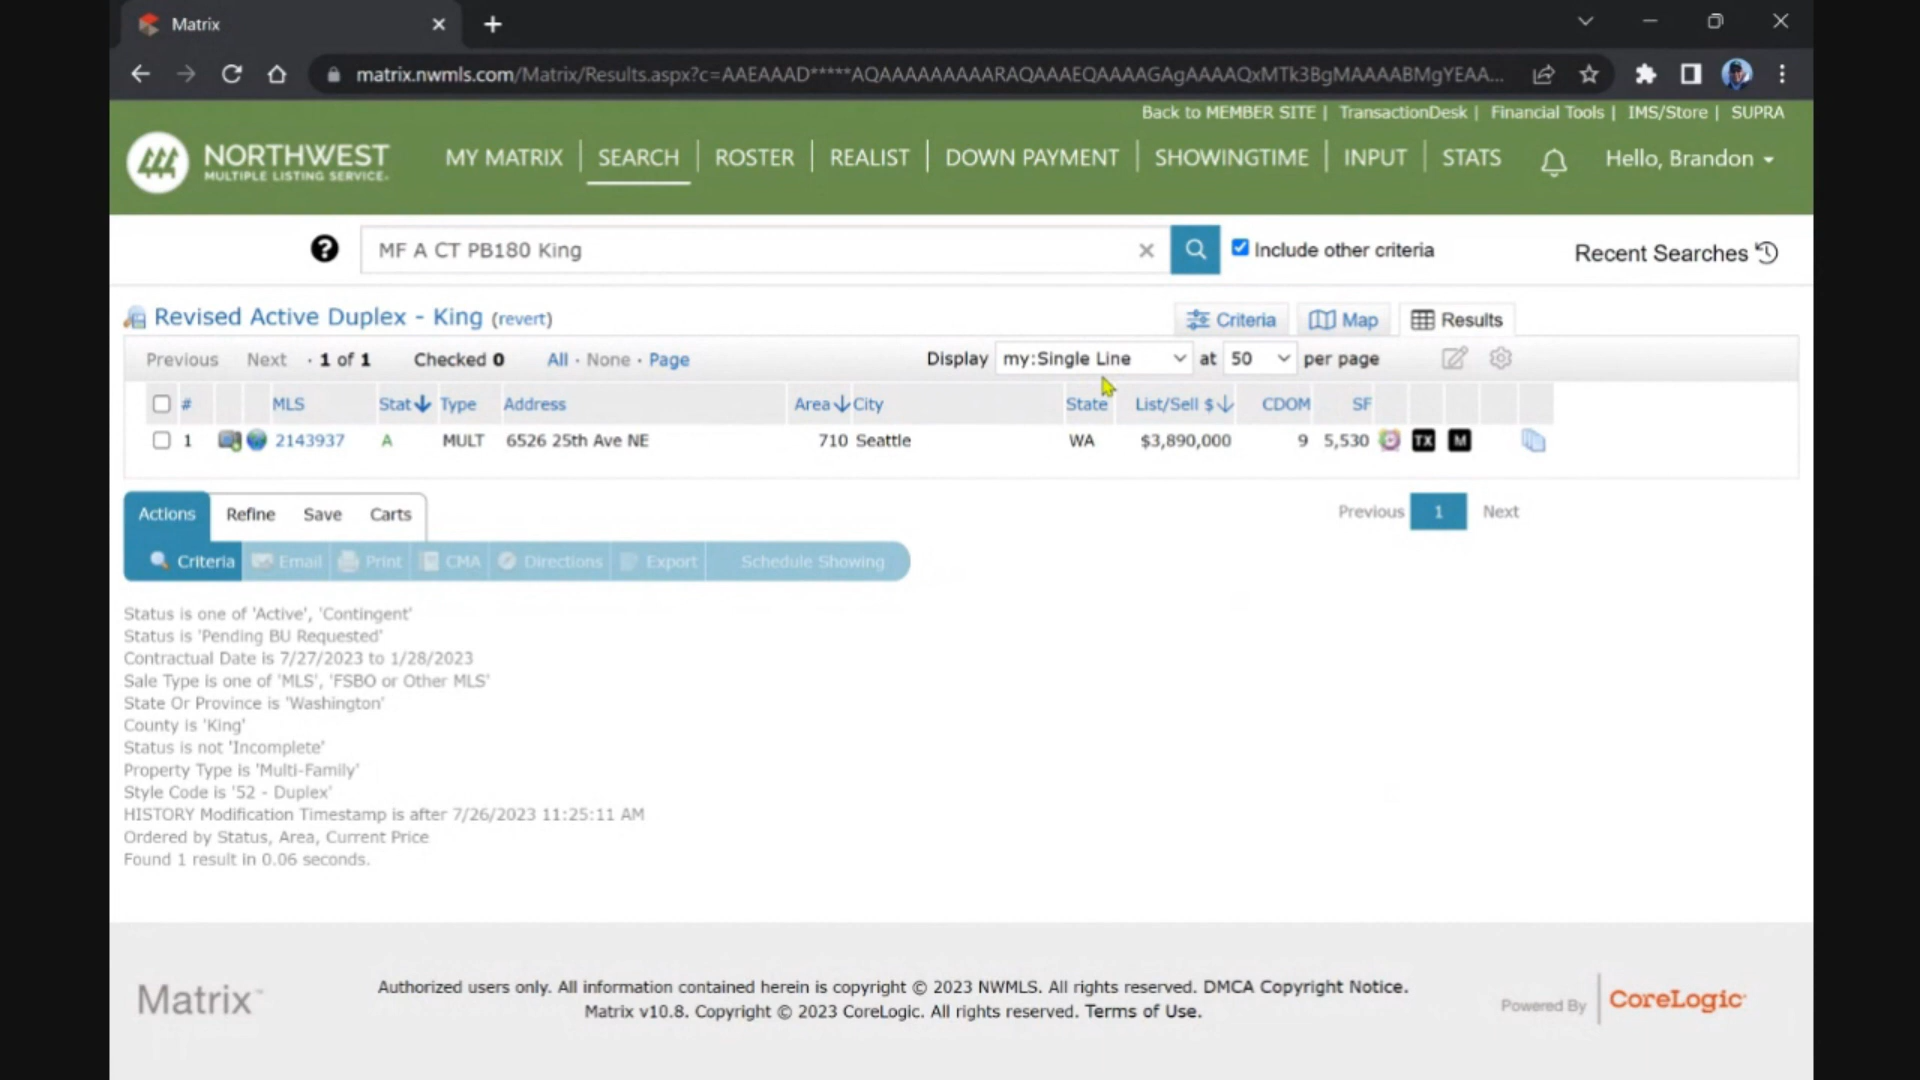 Matrix
matrix.nwmls.com/Matrix/Results.aspx?c=AAEAAAD*****AQAAAAAAAAARAQAAAEQAAAAGAgAAAAQxMTk3BgMAAAABMgYEAA...
Back to MEMBER SITE | TransactionDesk | Financial Tools | IMS/Store | SUPRA
NORTHWEST
MULTIPLE LISTING SERVICE.
MY MATRIX SEARCH ROSTER REALIST DOWN PAYMENT SHOWINGTIME INPUT STATS Hello, Brandon
? MF A CT PB180 King Include other criteria Recent Searches
Revised Active Duplex - King (revert) Criteria Map Results
Previous Next · 1 of 1 Checked 0 All · None · Page Display my:Single Line at 50 per page
# MLS Stat Type Address Area City State List/Sell $ CDOM SF
1 2143937 A MULT 6526 25th Ave NE 710 Seattle WA $3,890,000 9 5,530 TX M
Actions Refine Save Carts Previous 1 Next
Criteria Email Print CMA Directions Export Schedule Showing
Status is one of 'Active', 'Contingent'
Status is 'Pending BU Requested'
Contractual Date is 7/27/2023 to 1/28/2023
Sale Type is one of 'MLS', 'FSBO or Other MLS'
State Or Province is 'Washington'
County is 'King'
Status is not 'Incomplete'
Property Type is 'Multi-Family'
Style Code is '52 - Duplex'
HISTORY Modification Timestamp is after 7/26/2023 11:25:11 AM
Ordered by Status, Area, Current Price
Found 1 result in 0.06 seconds.
Matrix™ Authorized users only. All information contained herein is copyright © 2023 NWMLS. All rights reserved. DMCA Copyright Notice.
Matrix v10.8. Copyright © 2023 CoreLogic. All rights reserved. Terms of Use.
Powered By CoreLogic